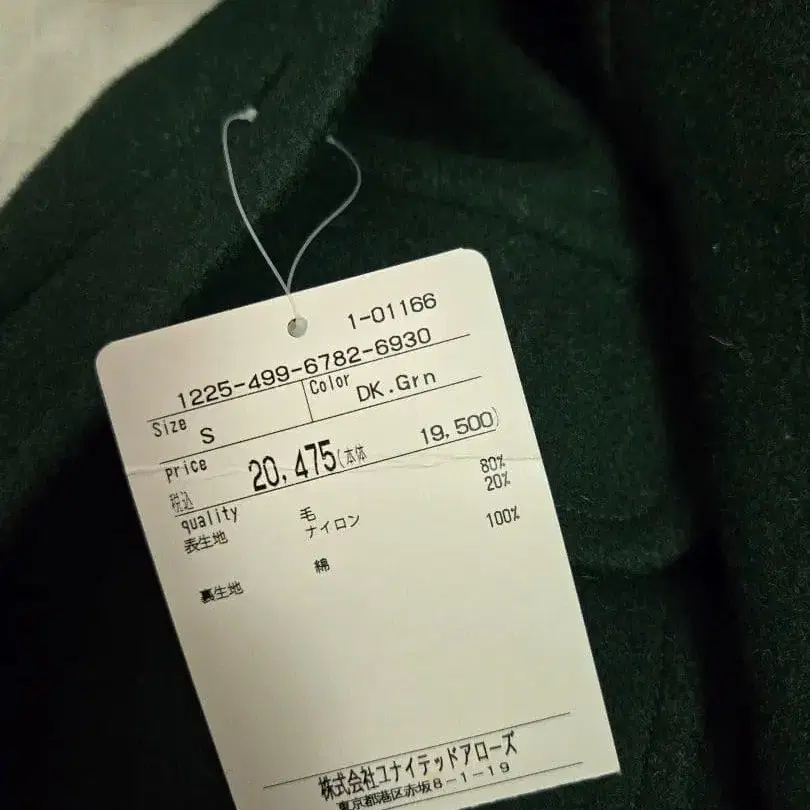 1-01166
1225-499-6782-6930
Size S Color DK.Grn
price 税込 20,475(本体 19,500)
quality
表生地 毛 80%
ナイロン 20%
裏生地 綿 100%
株式会社ユナイテッドアローズ
東京都港区赤坂8-1-19